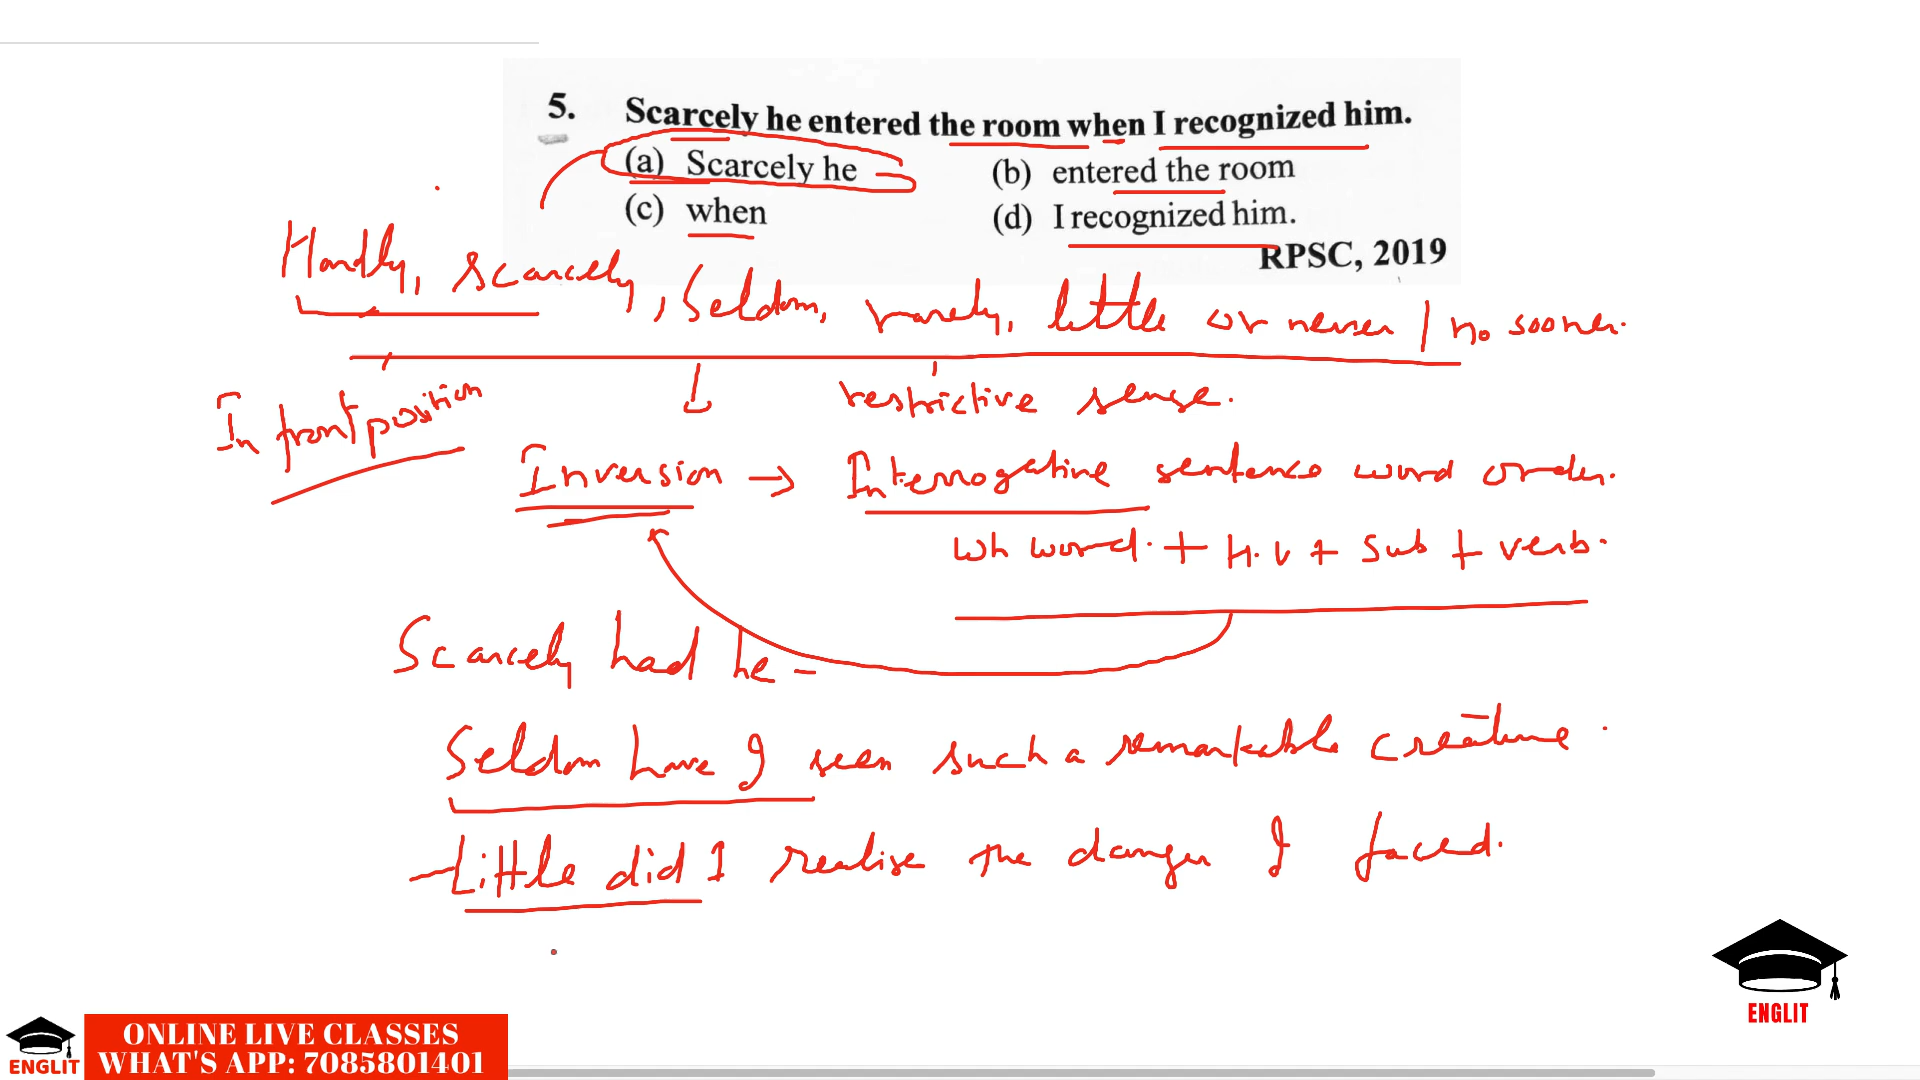 5. Scarcely he entered the room when I recognized him.
(a) Scarcely he (b) entered the room
(c) when (d) I recognized him.
RPSC, 2019
Hardly, scarcely, Seldom, rarely, little or never / no sooner.
In front position
restrictive sense.
Inversion → Interrogative sentence word order.
Wh word. + H.V + Sub + verb.
Scarcely had he –
Seldom have I seen such a remarkable creature.
Little did I realise the danger I faced.
ENGLIT
ONLINE LIVE CLASSES
WHAT'S APP: 7085801401
ENGLIT